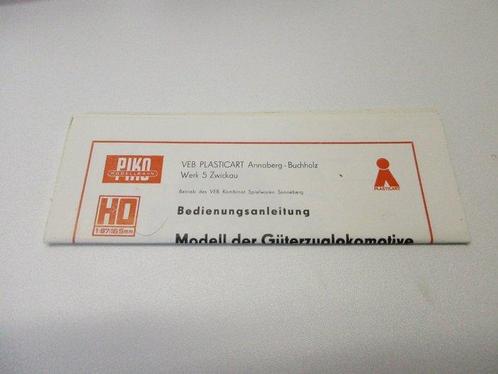 PIKO
MODELLBAHN
VEB PLASTICART Annaberg-Buchholz
Werk 5 Zwickau
PLASTICART
Betrieb des VEB Kombinat Spielwaren Sonneberg
HO
1:87/16,5mm
Bedienungsanleitung
Modell der Güterzuglokomotive